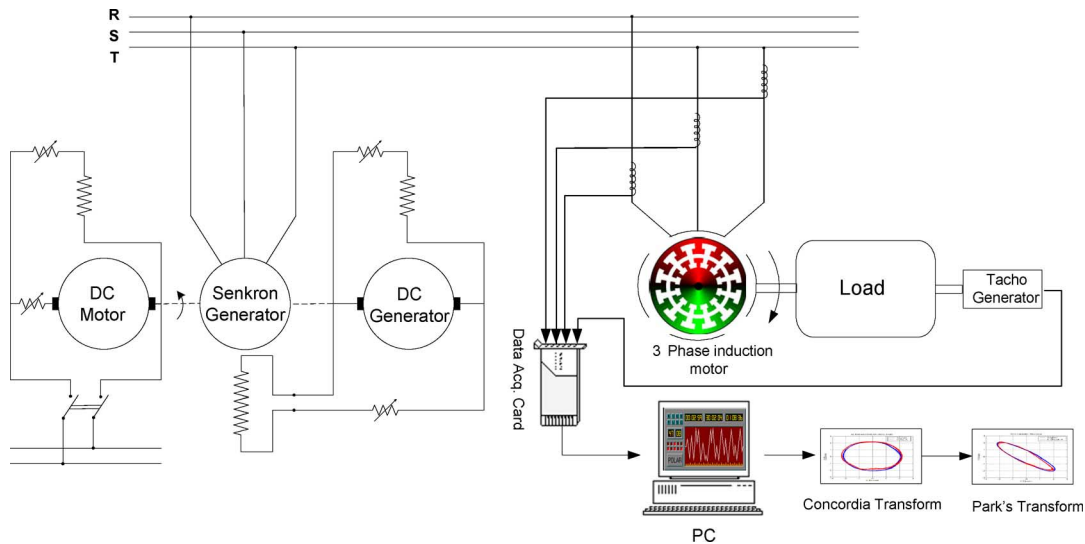 R
S
T
DC
Motor
Senkron
Generator
DC
Generator
Data Acq. Card
3 Phase induction
motor
Load
Tacho
Generator
POLAR
PC
Concordia Transform
Park's Transform